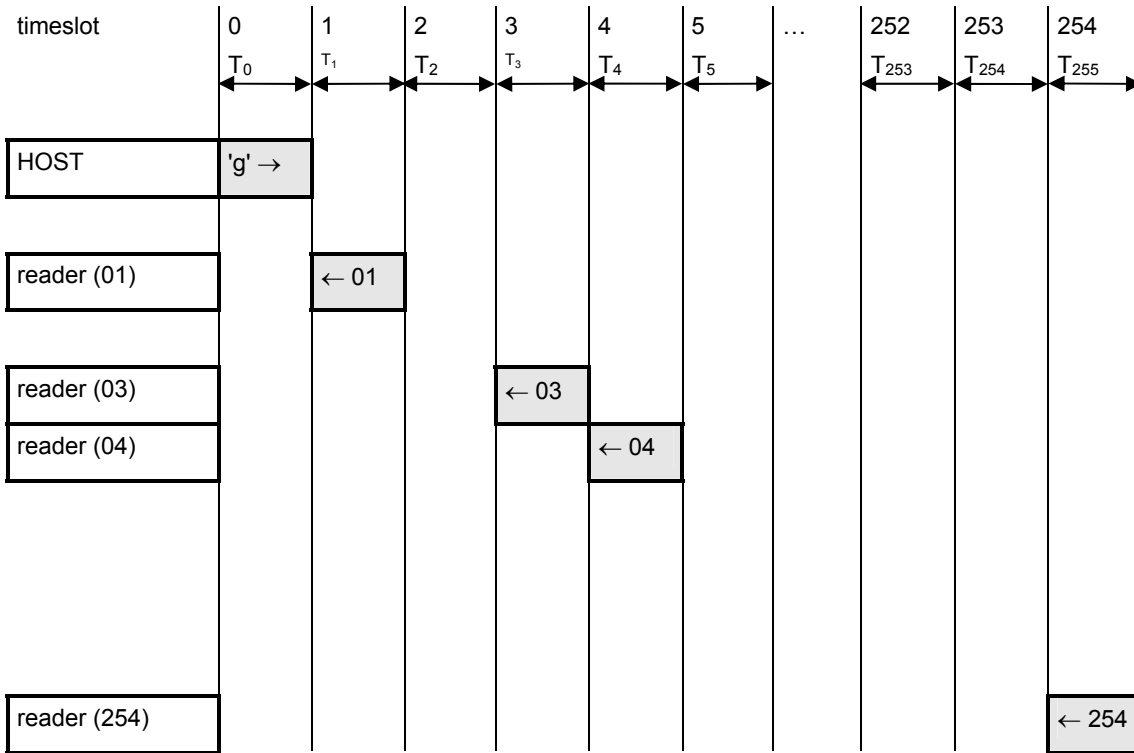 timeslot 0 1 2 3 4 5 … 252 253 254
T₀ T₁ T₂ T₃ T₄ T₅ T₂₅₃ T₂₅₄ T₂₅₅
HOST 'g' →
reader (01) ← 01
reader (03) ← 03
reader (04) ← 04
reader (254) ← 254